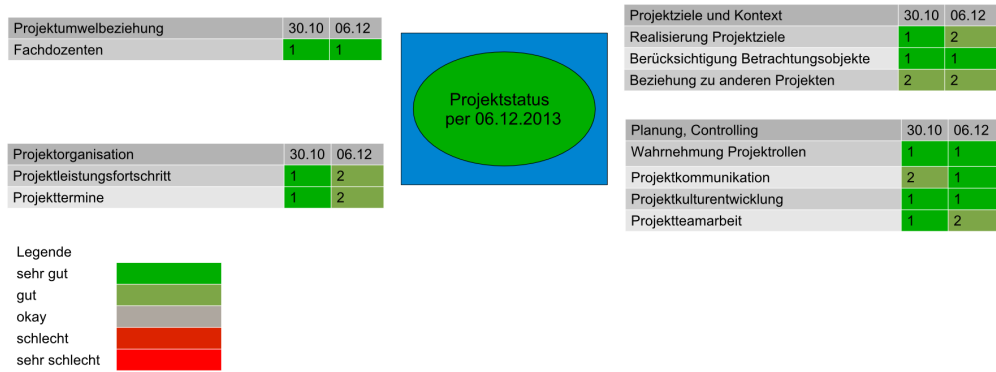 Projektumwelbeziehung 30.10 06.12
Fachdozenten 1 1
Projektstatus
per 06.12.2013
Projektziele und Kontext 30.10 06.12
Realisierung Projektziele 1 2
Berücksichtigung Betrachtungsobjekte 1 1
Beziehung zu anderen Projekten 2 2
Projektorganisation 30.10 06.12
Projektleistungsfortschritt 1 2
Projekttermine 1 2
Planung, Controlling 30.10 06.12
Wahrnehmung Projektrollen 1 1
Projektkommunikation 2 1
Projektkulturentwicklung 1 1
Projektteamarbeit 1 2
Legende
sehr gut
gut
okay
schlecht
sehr schlecht